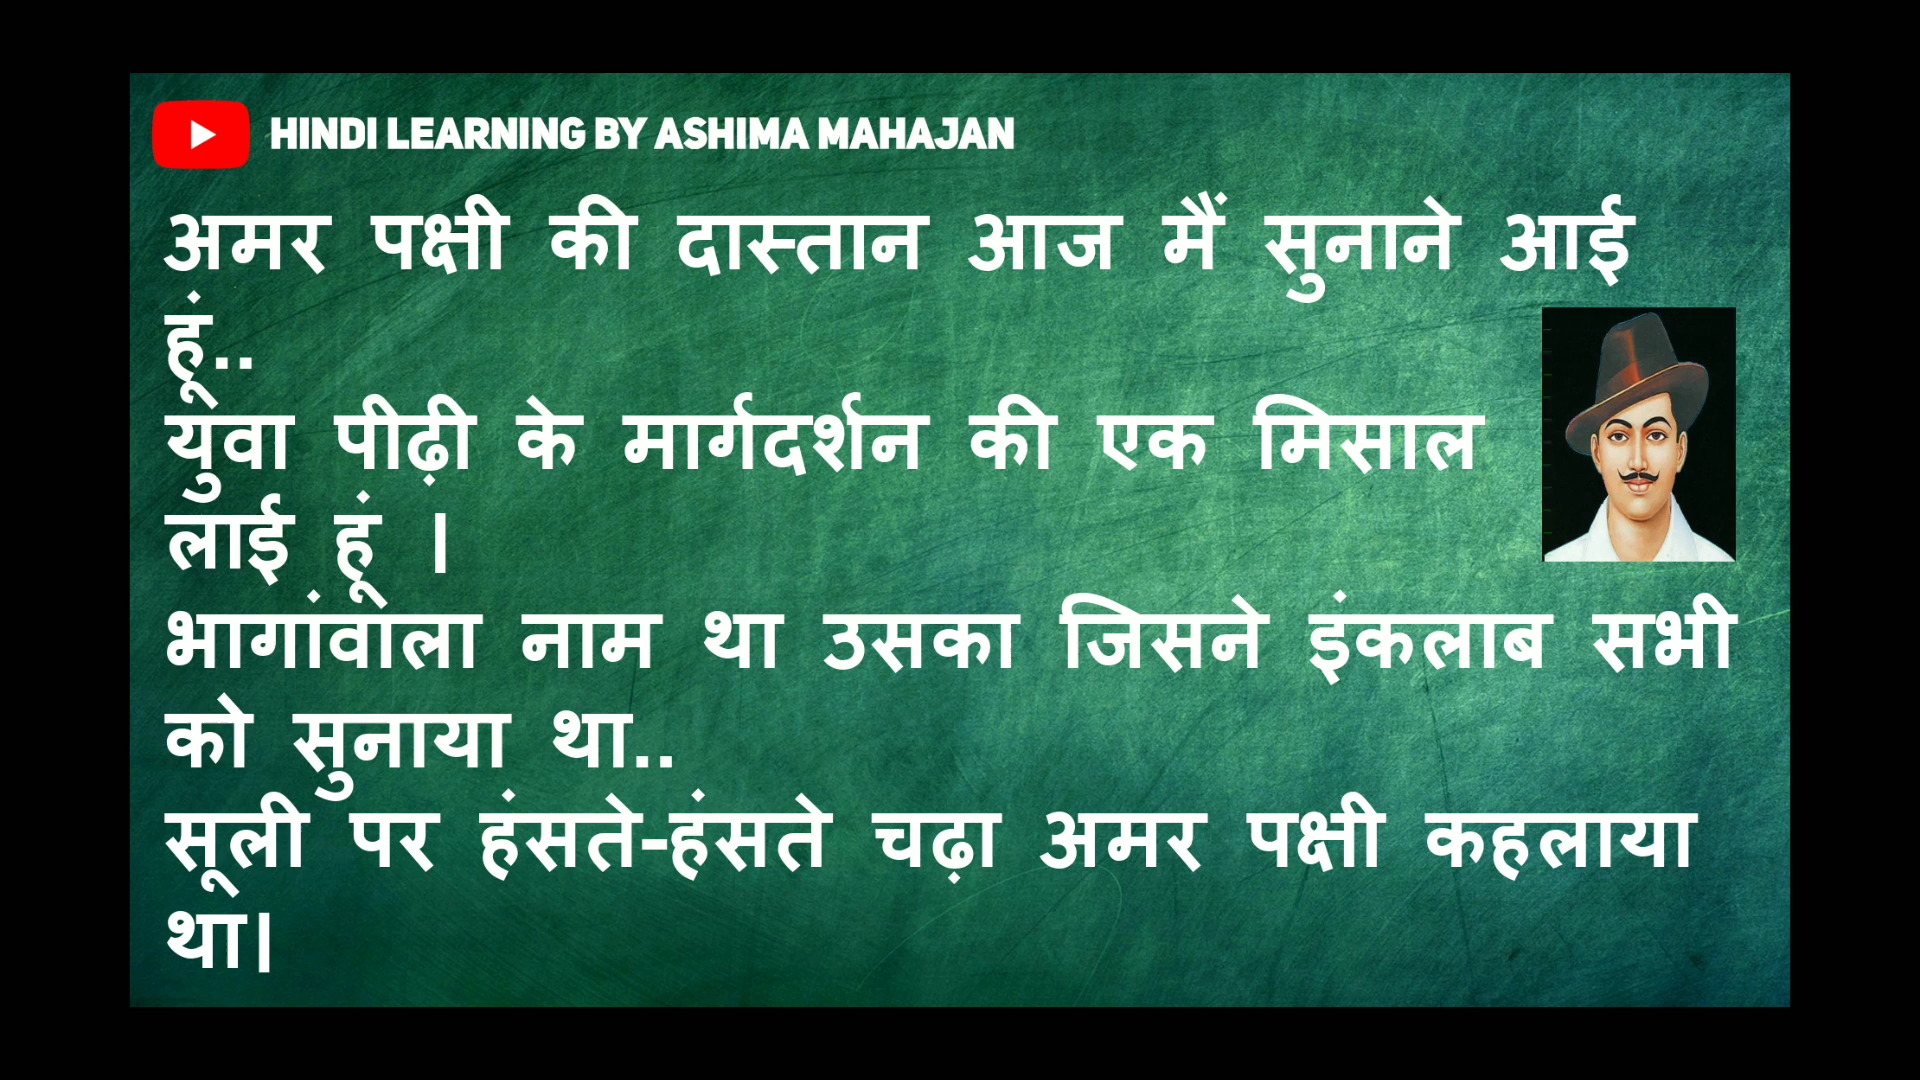 HINDI LEARNING BY ASHIMA MAHAJAN
अमर पक्षी की दास्तान आज मैं सुनाने आई
हूं..
युवा पीढ़ी के मार्गदर्शन की एक मिसाल
लाई हूं ।
भागांवाला नाम था उसका जिसने इंकलाब सभी
को सुनाया था..
सूली पर हंसते-हंसते चढ़ा अमर पक्षी कहलाया
था।